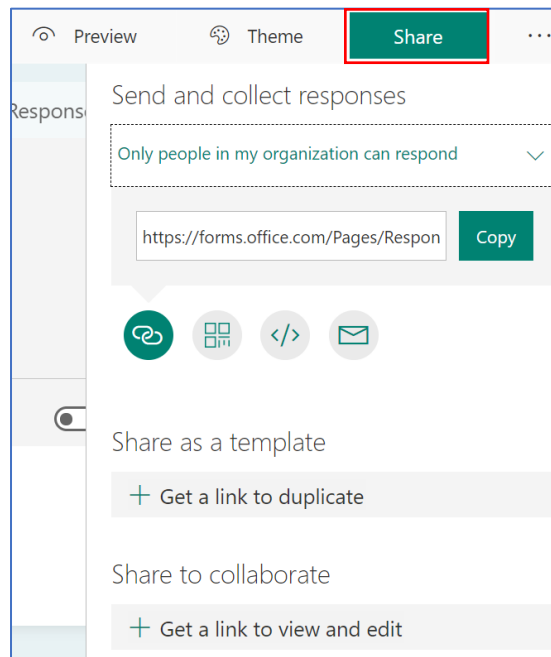 Preview Theme Share ...
Send and collect responses
Respons
Only people in my organization can respond
https://forms.office.com/Pages/Respon Copy
</>
Share as a template
+ Get a link to duplicate
Share to collaborate
+ Get a link to view and edit